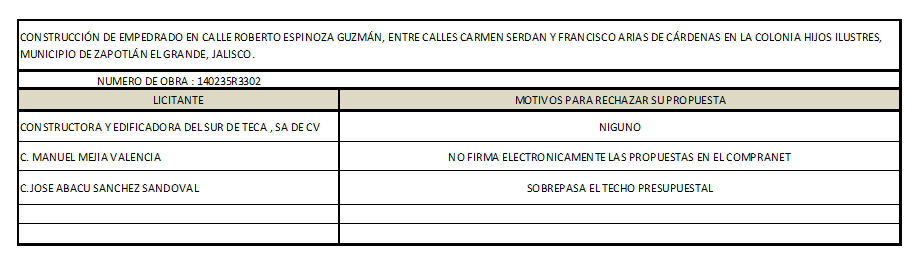 CONSTRUCCIÓN DE EMPEDRADO EN CALLE ROBERTO ESPINOZA GUZMÁN, ENTRE CALLES CARMEN SERDAN Y FRANCISCO ARIAS DE CÁRDENAS EN LA COLONIA HIJOS ILUSTRES,
MUNICIPIO DE ZAPOTLÁN EL GRANDE, JALISCO.
NUMERO DE OBRA : 140235R3302
LICITANTE MOTIVOS PARA RECHAZAR SU PROPUESTA
CONSTRUCTORA Y EDIFICADORA DEL SUR DE TECA , SA DE CV NIGUNO
C. MANUEL MEJIA VALENCIA NO FIRMA ELECTRONICAMENTE LAS PROPUESTAS EN EL COMPRANET
C.JOSE ABACU SANCHEZ SANDOVAL SOBREPASA EL TECHO PRESUPUESTAL